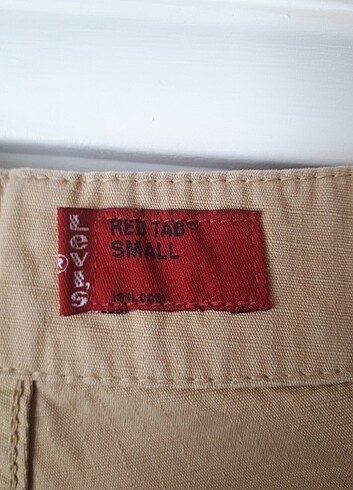 LEVI'S
®
RED TAB®
SMALL
levi.com